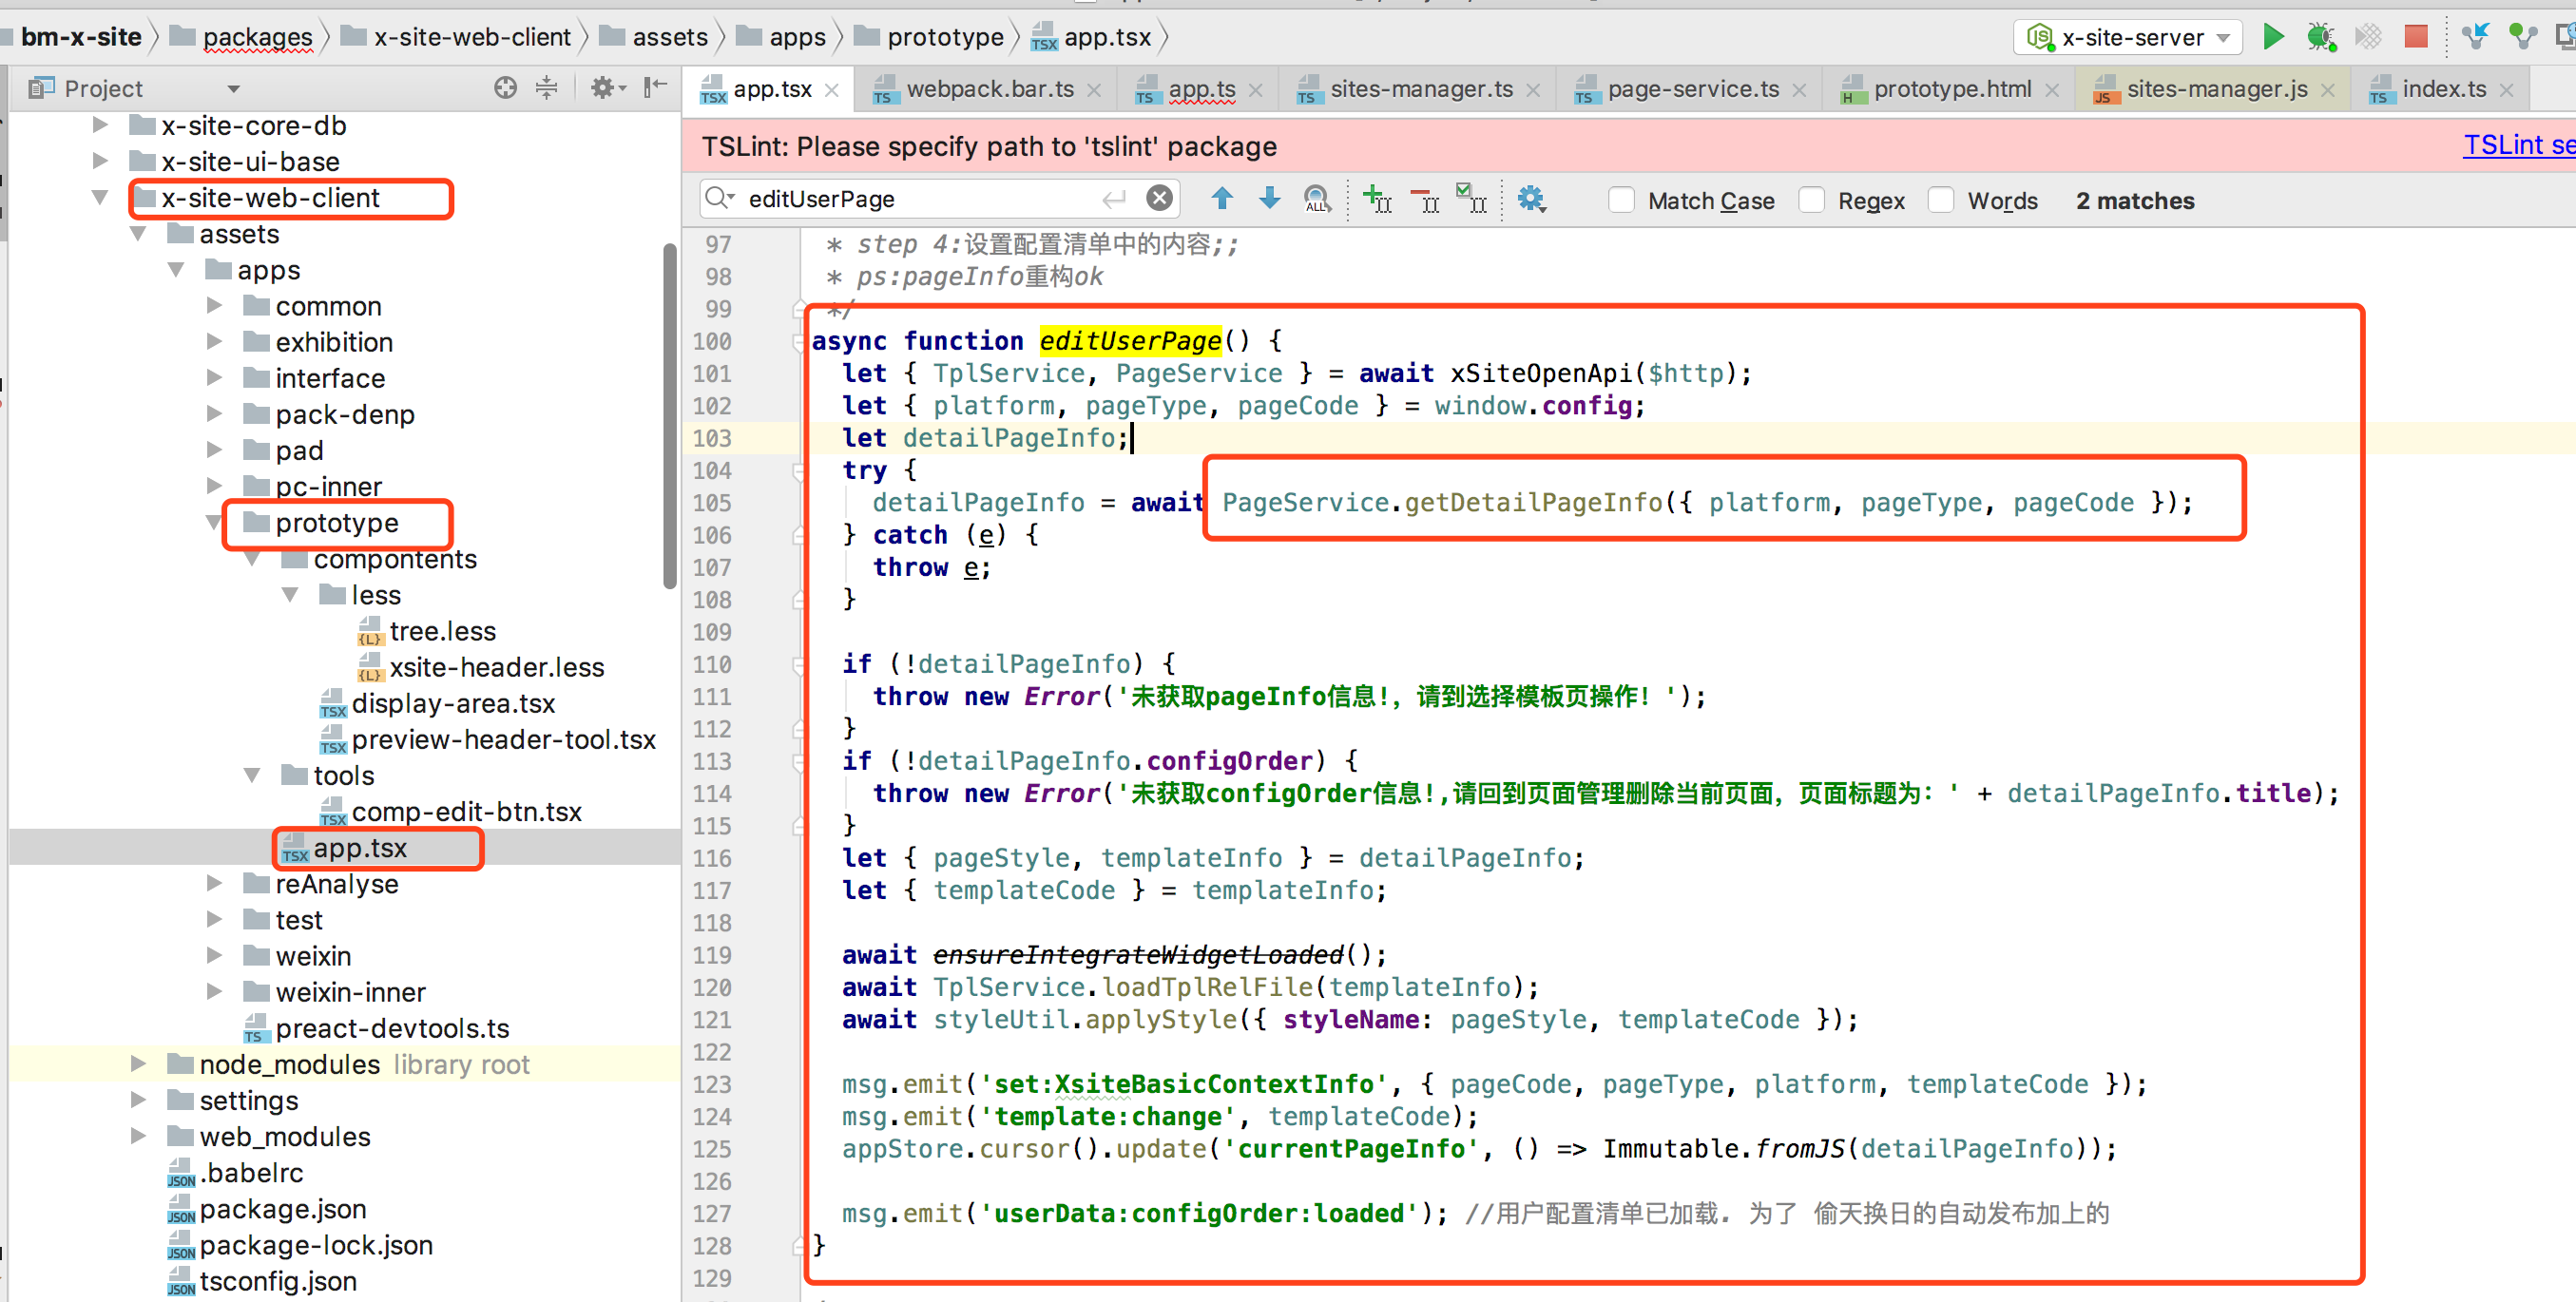 bm-x-site packages x-site-web-client assets apps prototype app.tsx x-site-server
Project
app.tsx webpack.bar.ts app.ts sites-manager.ts page-service.ts prototype.html sites-manager.js index.ts
TSLint: Please specify path to 'tslint' package
TSLint se
editUserPage Match Case Regex Words 2 matches
x-site-core-db
x-site-ui-base
x-site-web-client
assets
apps
common
exhibition
interface
pack-denp
pad
pc-inner
prototype
compontents
less
tree.less
xsite-header.less
display-area.tsx
preview-header-tool.tsx
tools
comp-edit-btn.tsx
app.tsx
reAnalyse
test
weixin
weixin-inner
preact-devtools.ts
node_modules library root
settings
web_modules
.babelrc
package.json
package-lock.json
tsconfig.json
97 * step 4:设置配置清单中的内容;;
98 * ps:pageInfo重构ok
99 */
100 async function editUserPage() {
101 let { TplService, PageService } = await xSiteOpenApi($http);
102 let { platform, pageType, pageCode } = window.config;
103 let detailPageInfo;
104 try {
105 detailPageInfo = await PageService.getDetailPageInfo({ platform, pageType, pageCode });
106 } catch (e) {
107 throw e;
108 }
109
110 if (!detailPageInfo) {
111 throw new Error('未获取pageInfo信息!, 请到选择模板页操作! ');
112 }
113 if (!detailPageInfo.configOrder) {
114 throw new Error('未获取configOrder信息!,请回到页面管理删除当前页面, 页面标题为: ' + detailPageInfo.title);
115 }
116 let { pageStyle, templateInfo } = detailPageInfo;
117 let { templateCode } = templateInfo;
118
119 await ensureIntegrateWidgetLoaded();
120 await TplService.loadTplRelFile(templateInfo);
121 await styleUtil.applyStyle({ styleName: pageStyle, templateCode });
122
123 msg.emit('set:XsiteBasicContextInfo', { pageCode, pageType, platform, templateCode });
124 msg.emit('template:change', templateCode);
125 appStore.cursor().update('currentPageInfo', () => Immutable.fromJS(detailPageInfo));
126
127 msg.emit('userData:configOrder:loaded'); //用户配置清单已加载. 为了 偷天换日的自动发布加上的
128 }
129